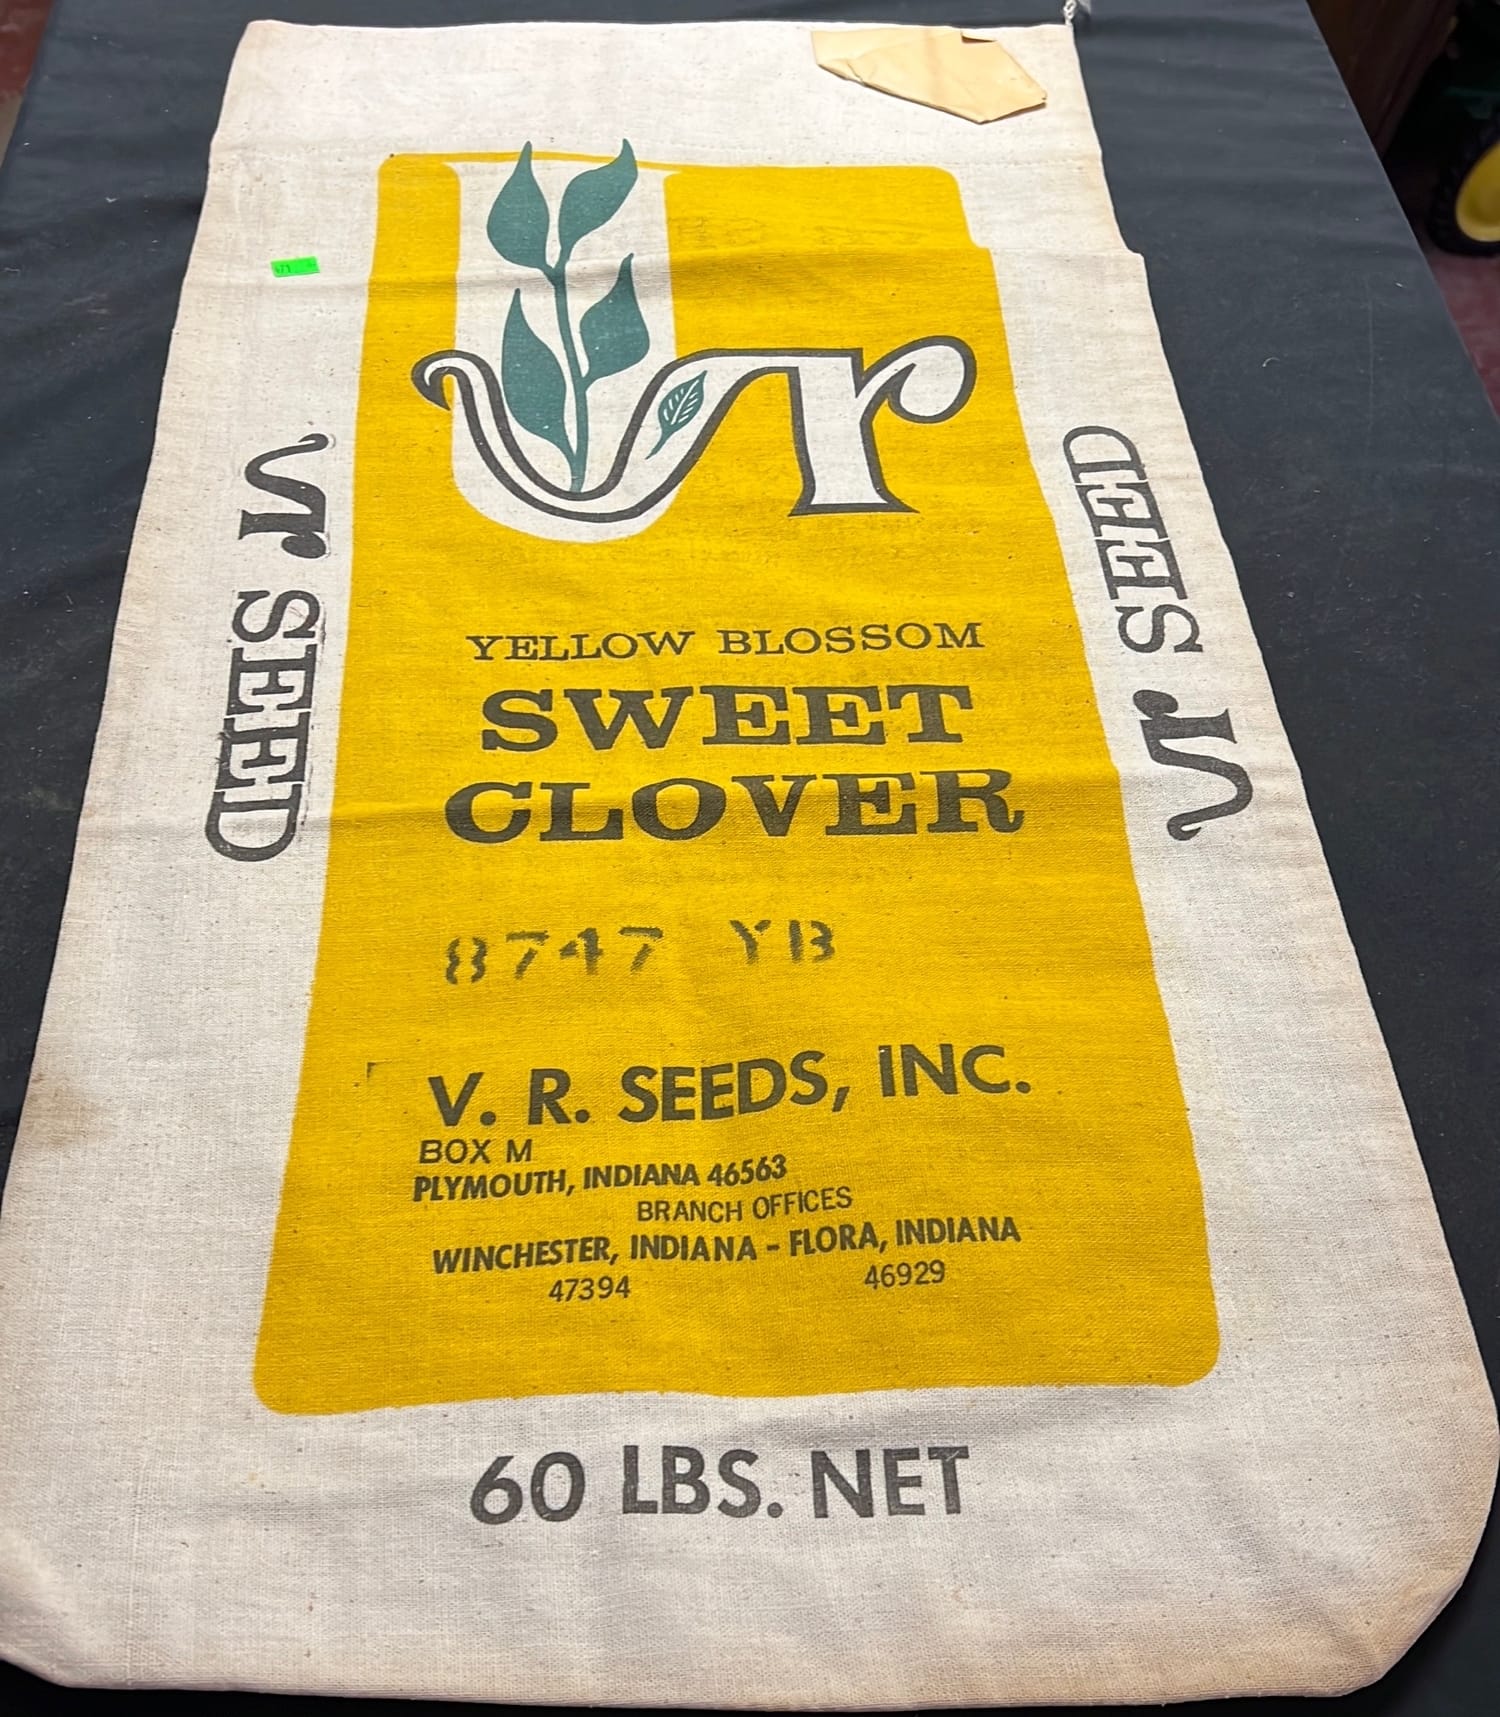 vr
YELLOW BLOSSOM
SWEET
CLOVER
8747 YB
V. R. SEEDS, INC.
BOX M
PLYMOUTH, INDIANA 46563
BRANCH OFFICES
WINCHESTER, INDIANA - FLORA, INDIANA
47394 46929
60 LBS. NET
vr SEED
vr SEED